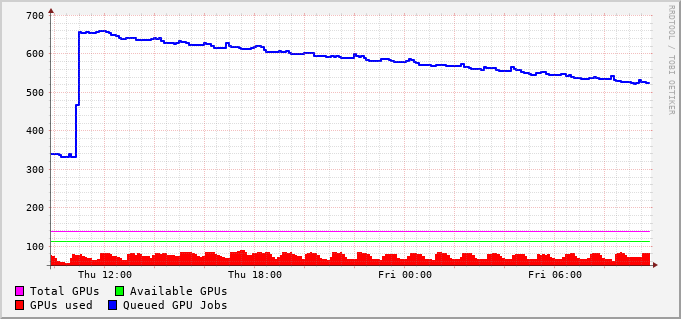 700
600
500
400
300
200
100
Thu 12:00 Thu 18:00 Fri 00:00 Fri 06:00
Total GPUs Available GPUs
GPUs used Queued GPU Jobs
RRDTOOL / TOBI OETIKER